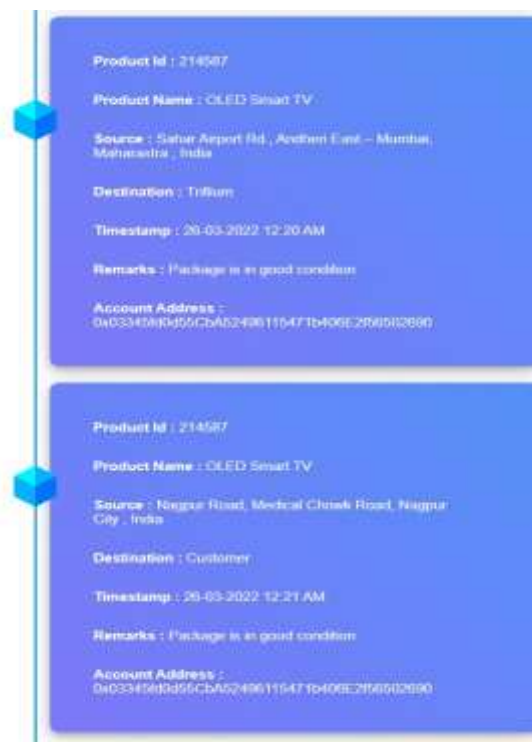 Product Id : 214587
Product Name : OLED Smart TV
Source : Sahar Airport Rd., Andheri East – Mumbai,
Maharastra , India
Destination : Trillium
Timestamp : 26-03-2022 12:20 AM
Remarks : Package is in good condition
Account Address :
Product Id : 214587
Product Name : OLED Smart TV
Source : Nagpur Road, Medical Chowk Road, Nagpur
City , India
Destination : Customer
Timestamp : 26-03-2022 12:21 AM
Remarks : Package is in good condition
Account Address :